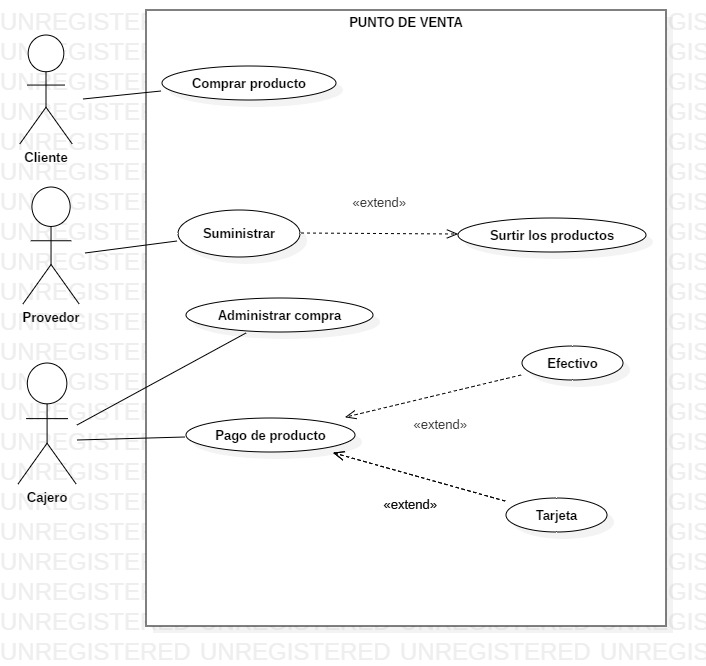 PUNTO DE VENTA
Comprar producto
Cliente
«extend»
Suministrar
Surtir los productos
Provedor
Administrar compra
Efectivo
«extend»
Pago de producto
Cajero
«extend»
Tarjeta
UNREGISTERED UNREGISTERED UNREGISTERED UNREGIS